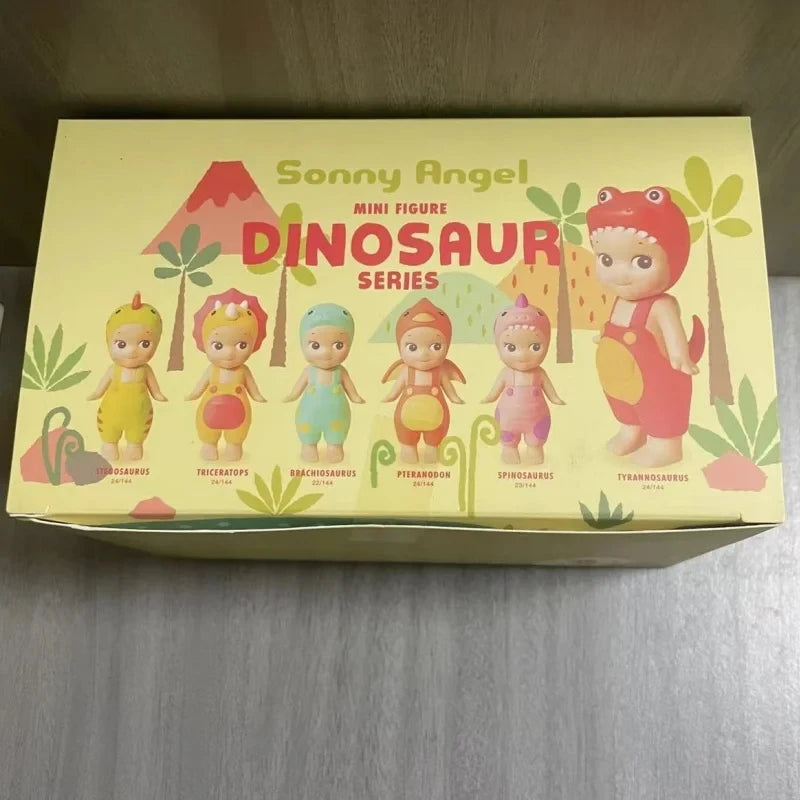 Sonny Angel
MINI FIGURE
DINOSAUR
SERIES
STEGOSAURUS
24/144
TRICERATOPS
24/144
BRACHIOSAURUS
22/144
PTERANODON
24/144
SPINOSAURUS
23/144
TYRANNOSAURUS
24/144